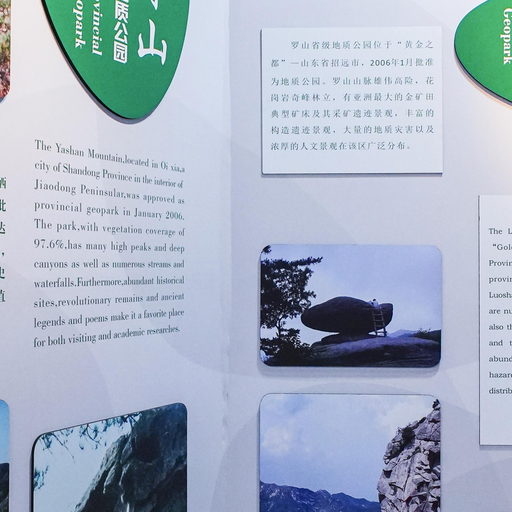 山
质公园
provincial
Geopark
The Yashan Mountain,located in Qi xia,a
city of Shandong Province in the interior of
Jiaodong Peninsular,was approved as
provincial geopark in January 2006.
The park,with vegetation coverage of
97.6%,has many high peaks and deep
canyons as well as numerous streams and
waterfalls.Furthermore,abundant historical
sites,revolutionary remains and ancient
legends and poems make it a favorite place
for both visiting and academic researches.
罗山省级地质公园位于“黄金之
都”—山东省招远市，2006年1月批准
为地质公园。罗山山脉雄伟高险，花
岗岩奇峰林立，有亚洲最大的金矿田
典型矿床及其采矿遗迹景观，丰富的
构造遗迹景观，大量的地质灾害以及
浓厚的人文景观在该区广泛分布。
Geopark
The L
“Gol
Provin
provin
Luosha
are nu
also th
and t
abund
hazard
distrib